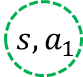 s, a₁